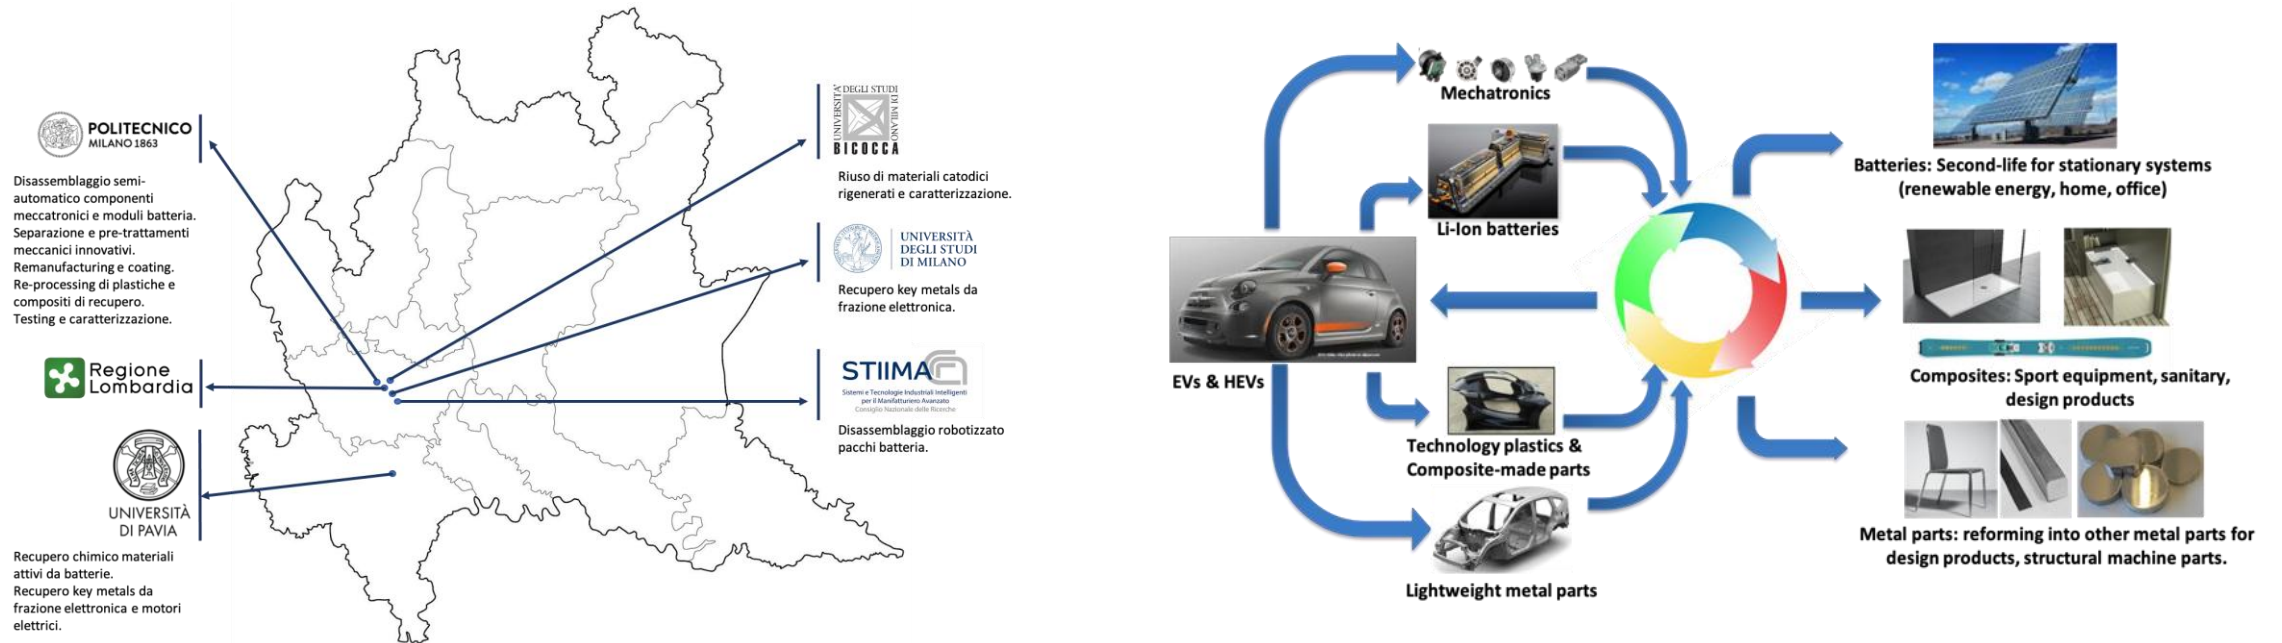 POLITECNICO
MILANO 1863
Disassemblaggio semi-
automatico componenti
meccatronici e moduli batteria.
Separazione e pre-trattamenti
meccanici innovativi.
Remanufacturing e coating.
Re-processing di plastiche e
compositi di recupero.
Testing e caratterizzazione.
Regione
Lombardia
UNIVERSITÀ
DI PAVIA
Recupero chimico materiali
attivi da batterie.
Recupero key metals da
frazione elettronica e motori
elettrici.
UNIVERSITÀ
DEGLI STUDI
DI MILANO
BICOCCA
Riuso di materiali catodici
rigenerati e caratterizzazione.
UNIVERSITÀ
DEGLI STUDI
DI MILANO
Recupero key metals da
frazione elettronica.
STIIMA
Sistemi e Tecnologie Industriali Intelligenti
per il Manifatturiero Avanzato
Consiglio Nazionale delle Ricerche
Disassemblaggio robotizzato
pacchi batteria.
Mechatronics
Li-Ion batteries
EVs & HEVs
Technology plastics &
Composite-made parts
Lightweight metal parts
Batteries: Second-life for stationary systems
(renewable energy, home, office)
Composites: Sport equipment, sanitary,
design products
Metal parts: reforming into other metal parts for
design products, structural machine parts.